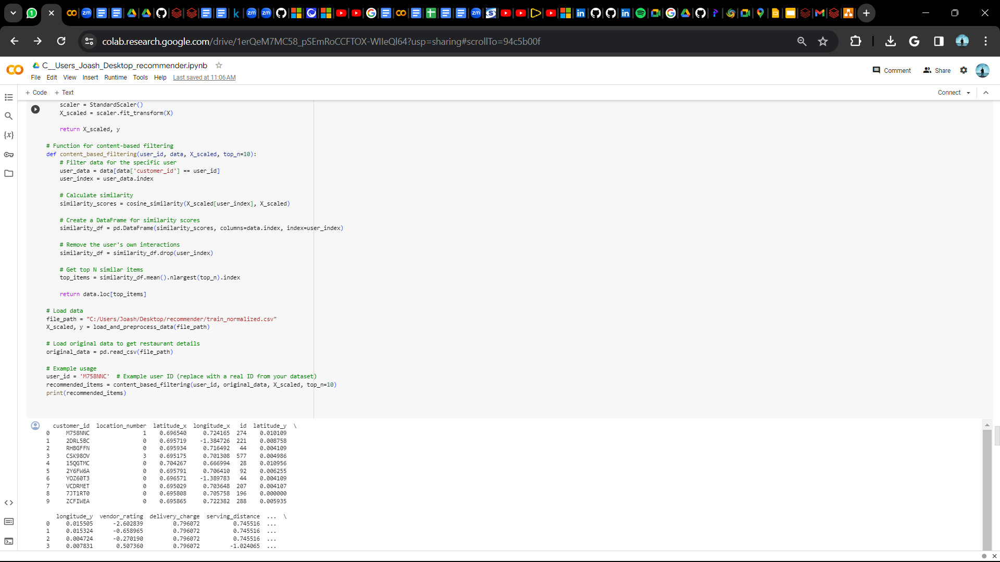 colab.research.google.com/drive/1erQeM7MC58_pSEmRoCCFTOX-WIIeQl64?usp=sharing#scrollTo=94c5b00f
C__Users_Joash_Desktop_recommender.ipynb
Comment
Share
File Edit View Insert Runtime Tools Help Last saved at 11:06 AM
+ Code + Text
Connect
scaler = StandardScaler()
X_scaled = scaler.fit_transform(X)
return X_scaled, y
# Function for content-based filtering
def content_based_filtering(user_id, data, X_scaled, top_n=10):
# Filter data for the specific user
user_data = data[data['customer_id'] == user_id]
user_index = user_data.index
# Calculate similarity
similarity_scores = cosine_similarity(X_scaled[user_index], X_scaled)
# Create a DataFrame for similarity scores
similarity_df = pd.DataFrame(similarity_scores, columns=data.index, index=user_index)
# Remove the user's own interactions
similarity_df = similarity_df.drop(user_index)
# Get top N similar items
top_items = similarity_df.mean().nlargest(top_n).index
return data.loc[top_items]
# Load data
file_path = "C:/Users/Joash/Desktop/recommender/train_normalized.csv"
X_scaled, y = load_and_preprocess_data(file_path)
# Load original data to get restaurant details
original_data = pd.read_csv(file_path)
# Example usage
user_id = 'M758NNC'  # Example user ID (replace with a real ID from your dataset)
recommended_items = content_based_filtering(user_id, original_data, X_scaled, top_n=10)
print(recommended_items)
customer_id location_number latitude_x longitude_x id latitude_y \
0 M758NNC 1 0.696540 0.724165 274 0.010109
1 2DRL5BC 0 0.695719 -1.384726 221 0.008758
2 RHBGFFN 0 0.695934 0.716492 44 0.004109
3 CSK98OV 3 0.695175 0.701308 577 0.004986
4 15QGTMC 0 0.704267 0.666994 28 0.010956
5 2Y6FW6A 0 0.695791 0.706410 92 0.006255
6 YOZ60T3 0 0.696571 -1.389783 44 0.004109
7 VCDRMET 0 0.695029 0.703648 207 0.004107
8 7JT1RT0 0 0.695808 0.705758 196 0.000000
9 ZCFIWEA 0 0.695865 0.722382 288 0.005935
longitude_y vendor_rating delivery_charge serving_distance ... \
0 0.015505 -2.602839 0.796072 0.745516 ...
1 0.015324 -0.658965 0.796072 0.745516 ...
2 0.004724 -0.270190 0.796072 0.745516 ...
3 0.007831 0.507360 0.796072 -1.024065 ...